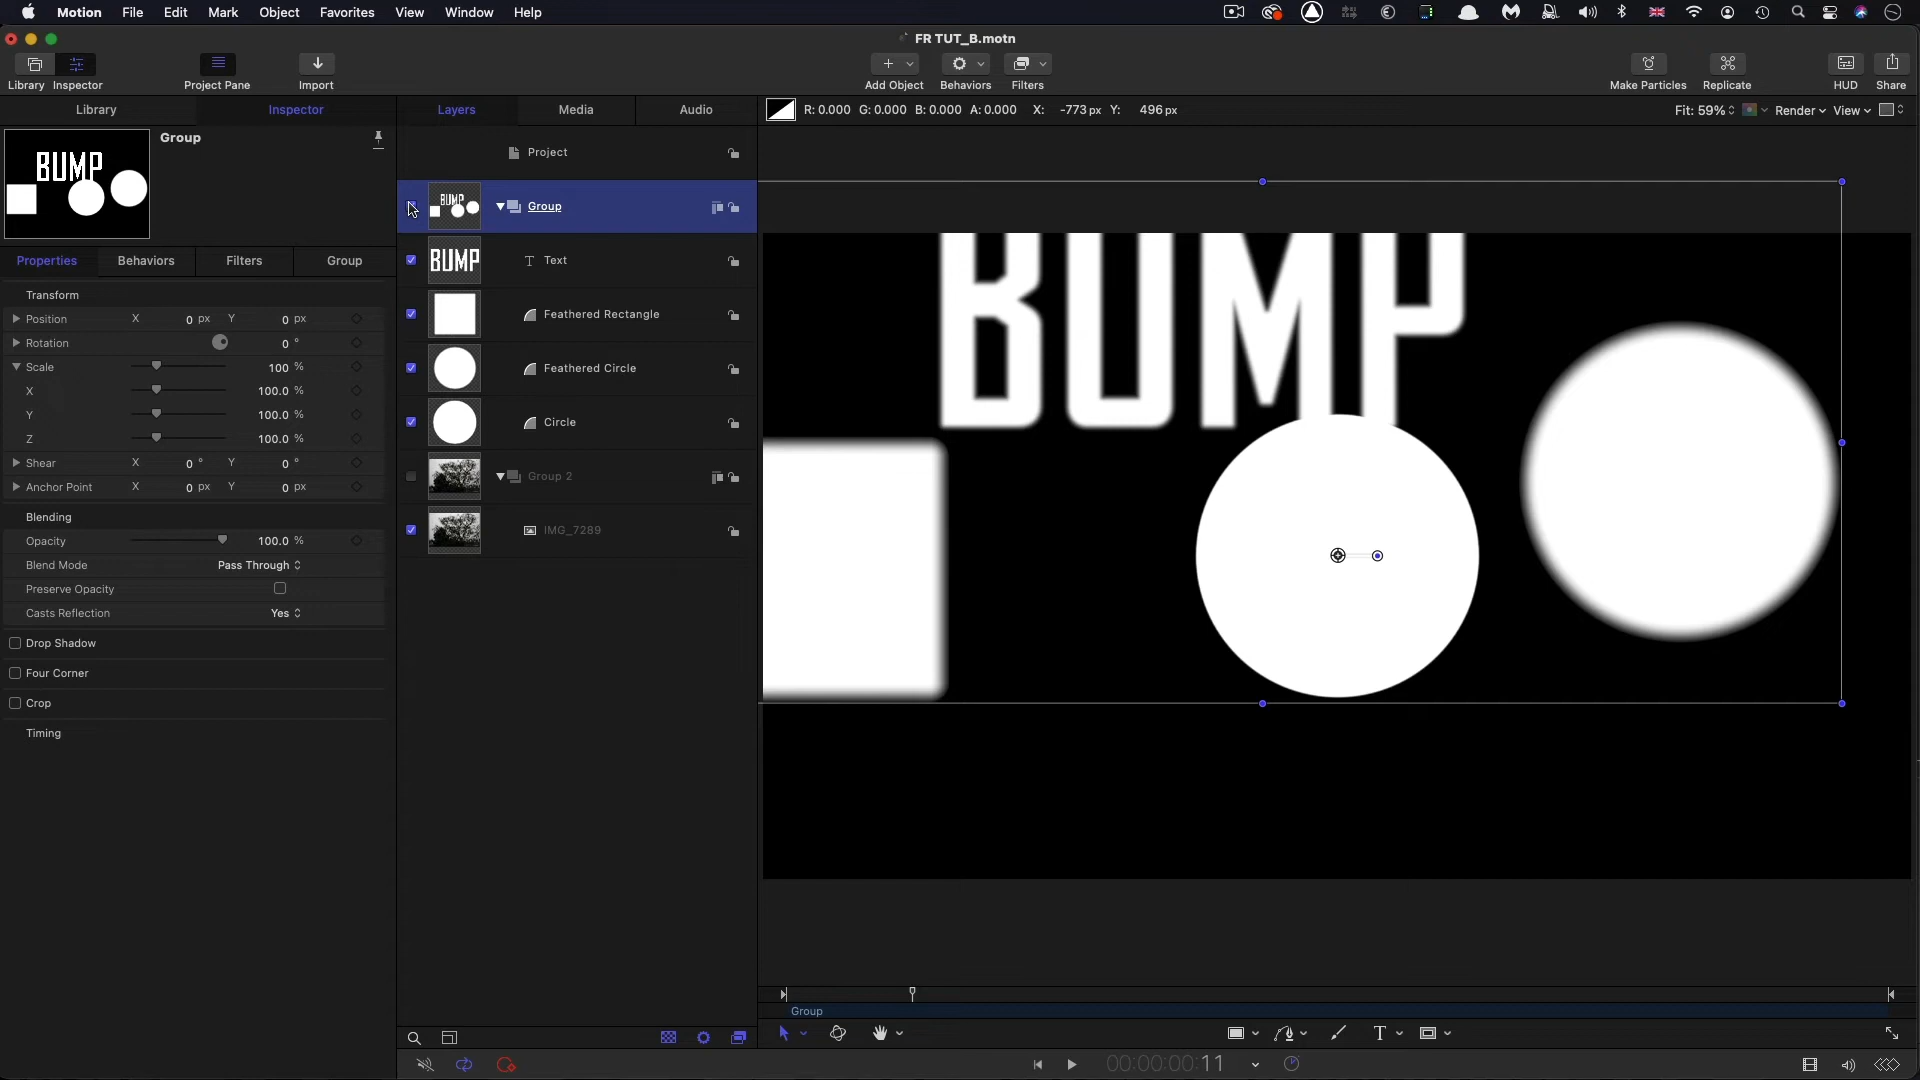 Motion File Edit Mark Object Favorites View Window Help
FR TUT_B.motn
Library Inspector Project Pane Import Add Object Behaviors Filters Make Particles Replicate HUD Share
Library Inspector Layers Media Audio R: 0.000 G: 0.000 B: 0.000 A: 0.000 X: -773 px Y: 496 px Fit: 59% Render View
Group
BUMP
Project
BUMP Group
BUMP Text
Feathered Rectangle
Feathered Circle
Circle
Group 2
IMG_7289
Properties Behaviors Filters Group
Transform
Position X 0 px Y 0 px
Rotation 0 °
Scale 100 %
X 100.0 %
Y 100.0 %
Z 100.0 %
Shear X 0 ° Y 0 °
Anchor Point X 0 px Y 0 px
Blending
Opacity 100.0 %
Blend Mode Pass Through
Preserve Opacity
Casts Reflection Yes
Drop Shadow
Four Corner
Crop
Timing
BUMP
Group
T
00:00:00:11